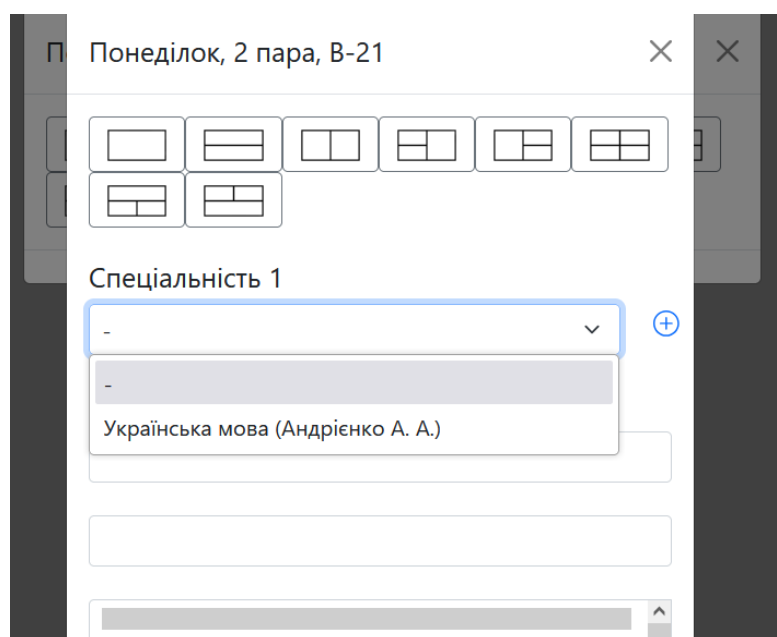 Понеділок, 2 пара, В-21
Спеціальність 1
-
-
Українська мова (Андрієнко А. А.)